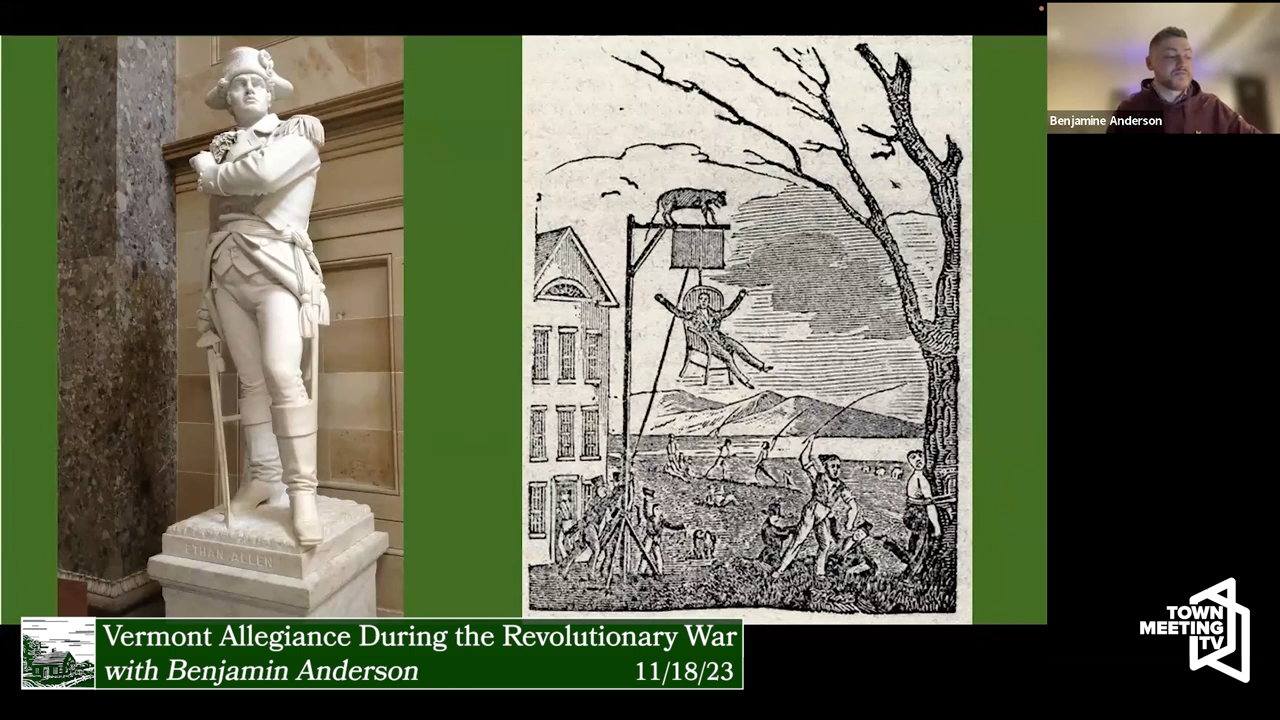 Benjamine Anderson
ETHAN ALLEN
Vermont Allegiance During the Revolutionary War
with Benjamin Anderson 11/18/23
TOWN
MEETING
TV